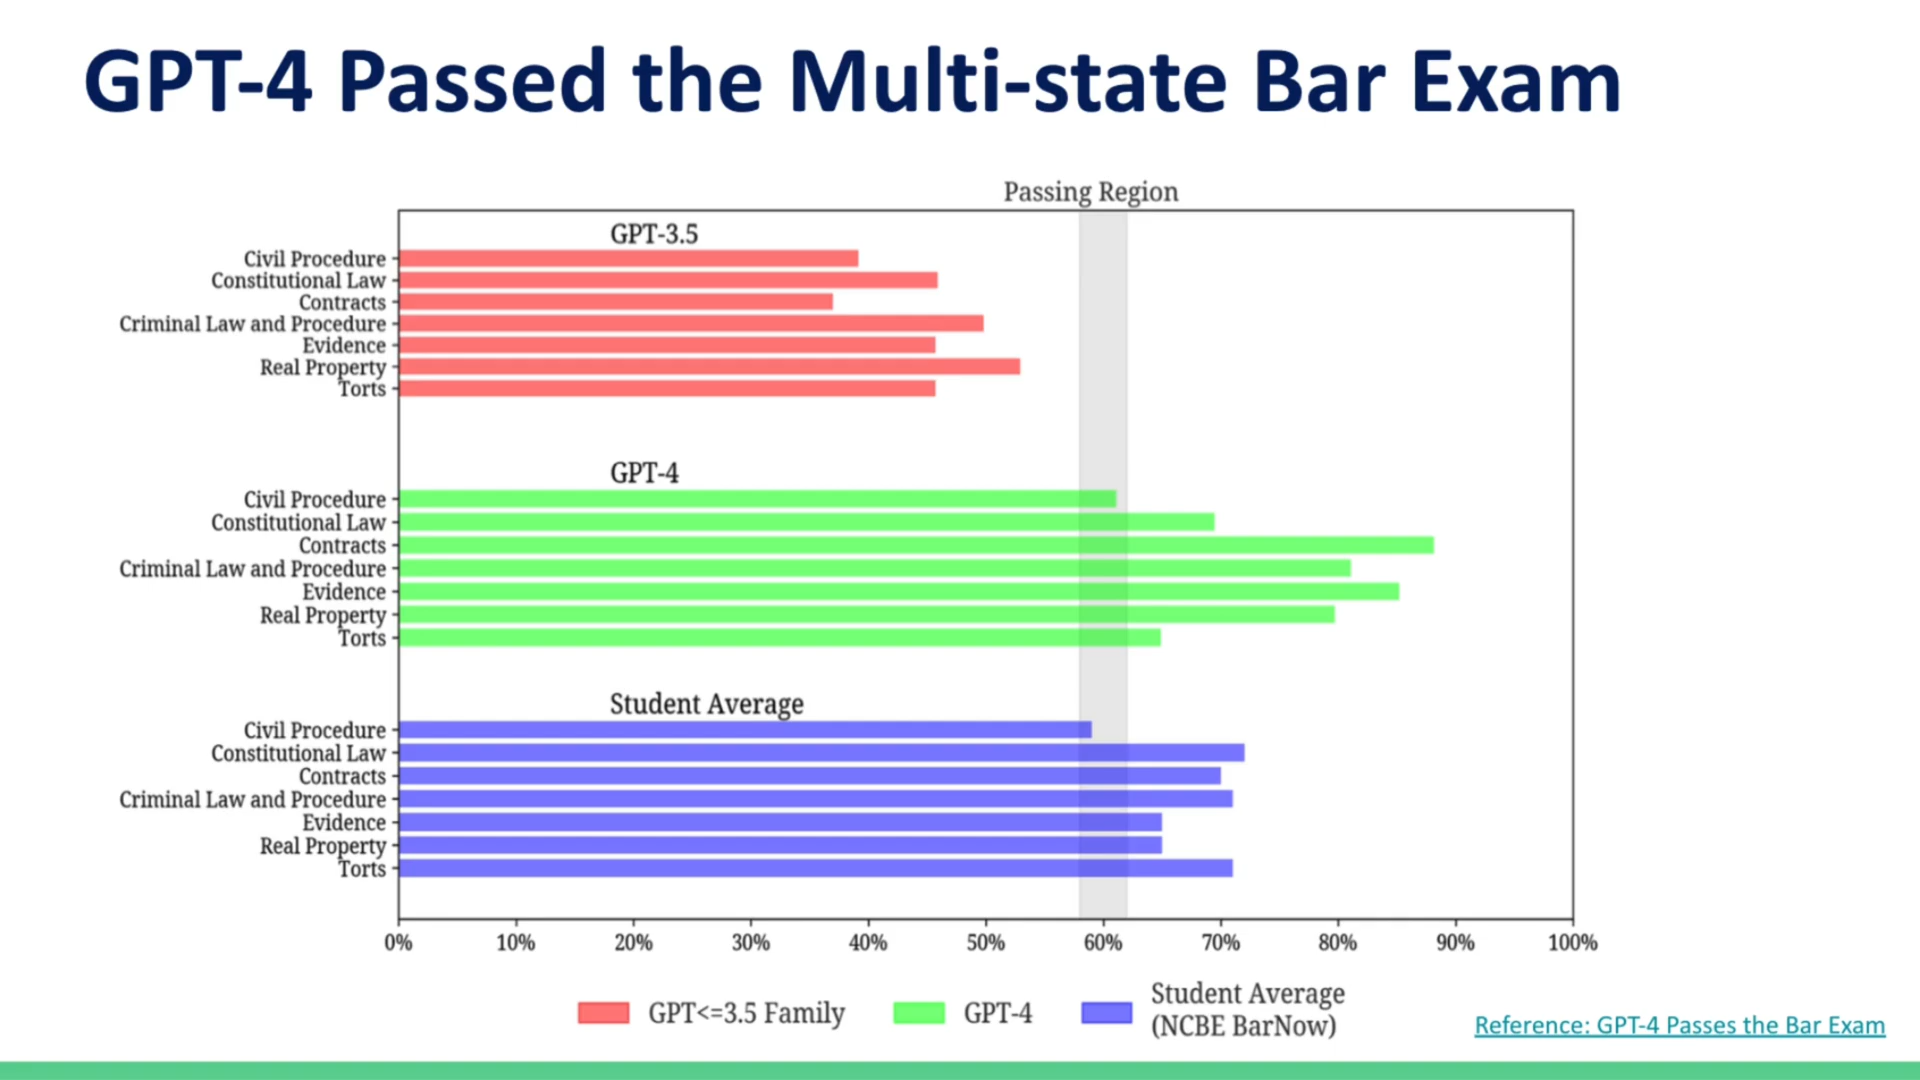 GPT-4 Passed the Multi-state Bar Exam
Passing Region
GPT-3.5
Civil Procedure
Constitutional Law
Contracts
Criminal Law and Procedure
Evidence
Real Property
Torts
GPT-4
Civil Procedure
Constitutional Law
Contracts
Criminal Law and Procedure
Evidence
Real Property
Torts
Student Average
Civil Procedure
Constitutional Law
Contracts
Criminal Law and Procedure
Evidence
Real Property
Torts
0% 10% 20% 30% 40% 50% 60% 70% 80% 90% 100%
GPT<=3.5 Family
GPT-4
Student Average
(NCBE BarNow)
Reference: GPT-4 Passes the Bar Exam